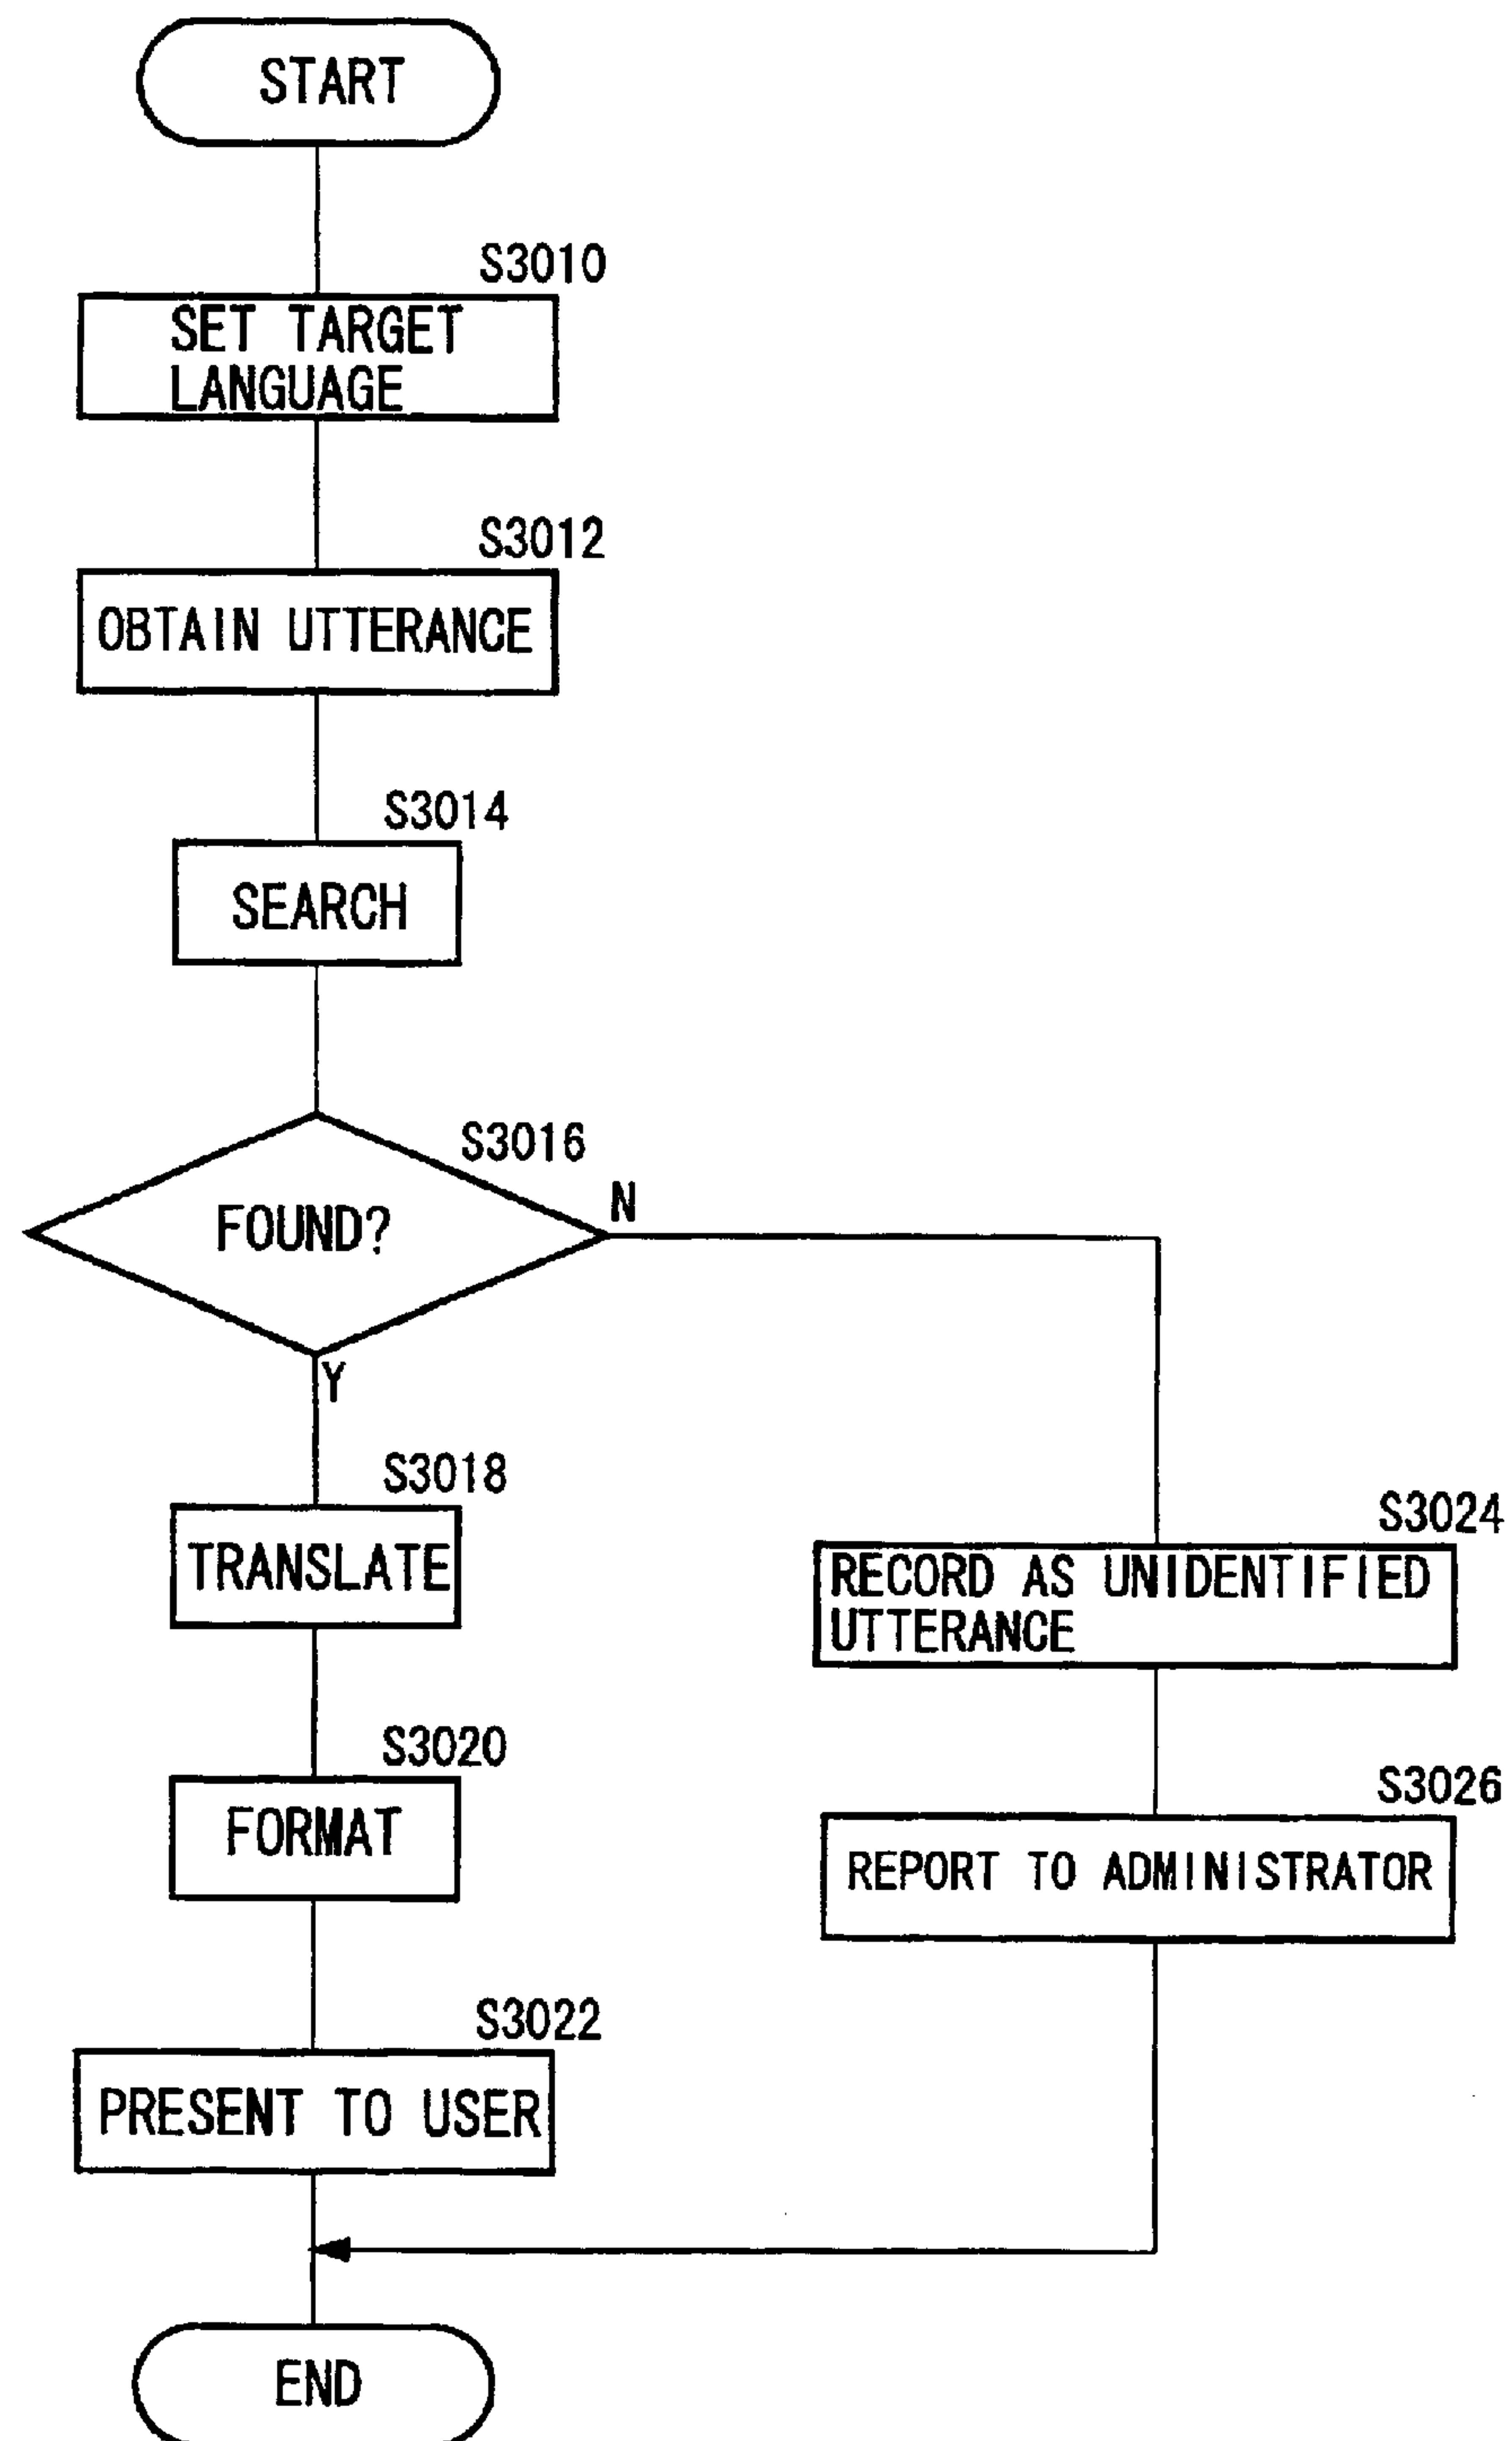 START
S3010
SET TARGET
LANGUAGE
S3012
OBTAIN UTTERANCE
S3014
SEARCH
S3016
FOUND?
N
Y
S3018
TRANSLATE
S3024
RECORD AS UNIDENTIFIED
UTTERANCE
S3020
FORMAT
S3026
REPORT TO ADMINISTRATOR
S3022
PRESENT TO USER
END